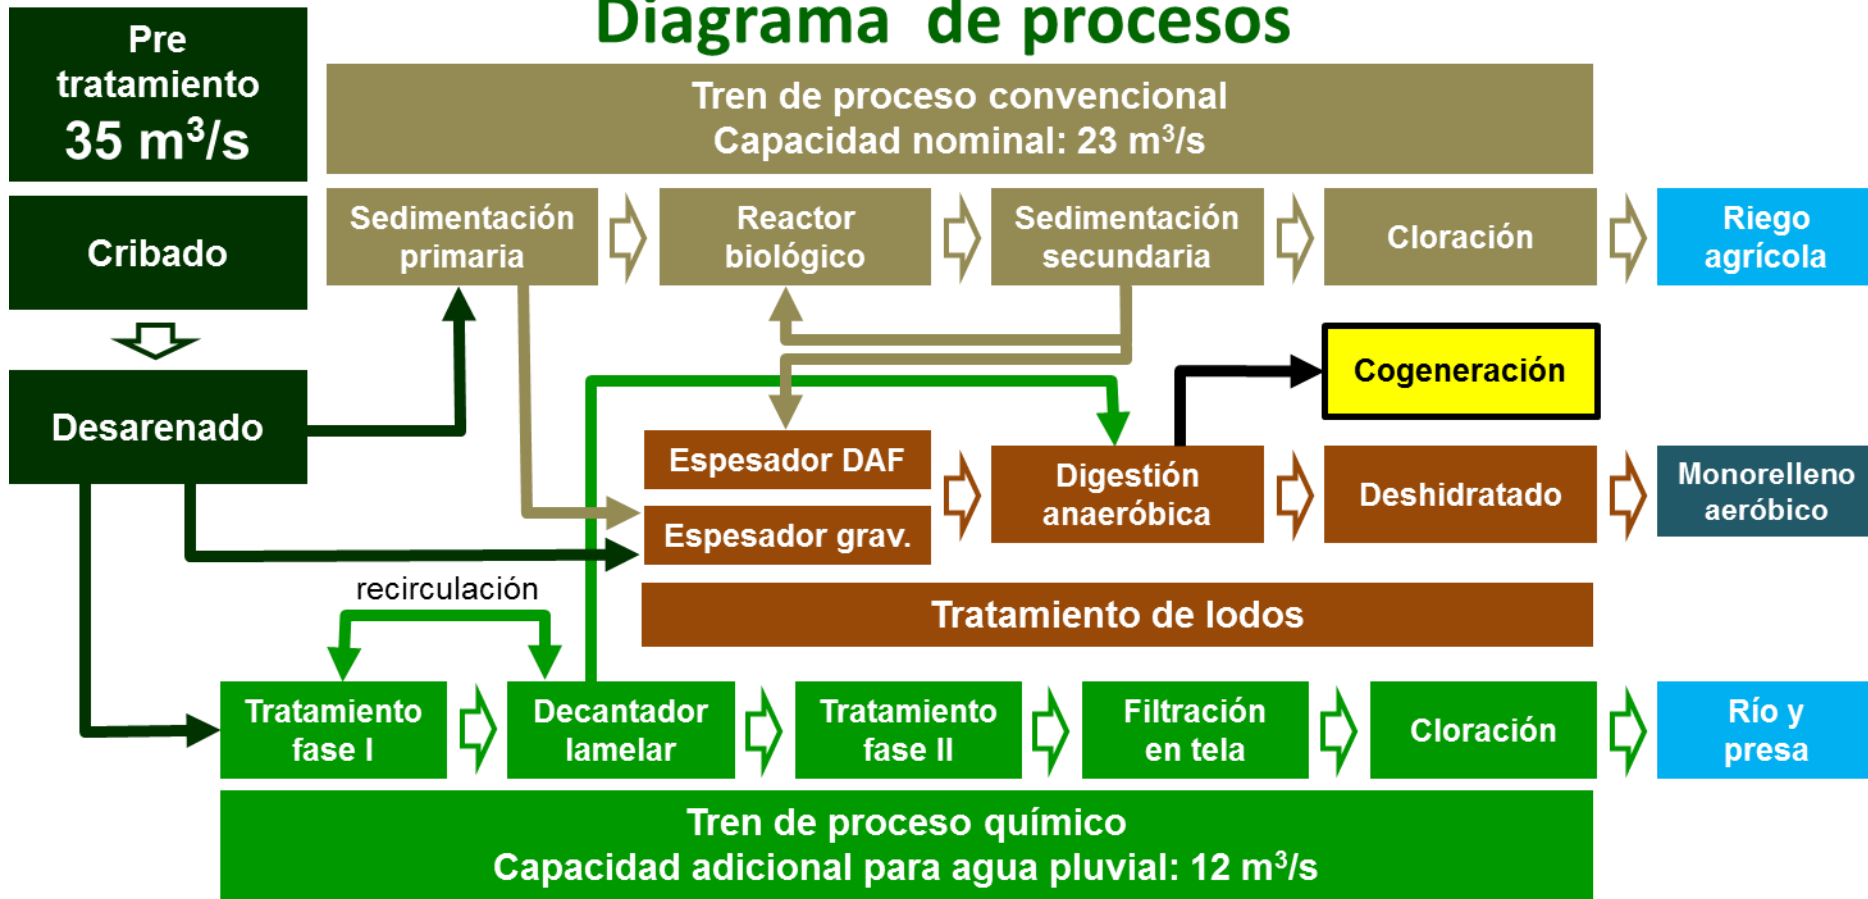 Diagrama de procesos
Pre
tratamiento
35 m³/s
Cribado
Desarenado
Tren de proceso convencional
Capacidad nominal: 23 m³/s
Sedimentación
primaria
Reactor
biológico
Sedimentación
secundaria
Cloración
Riego
agrícola
Cogeneración
Espesador DAF
Espesador grav.
Digestión
anaeróbica
Deshidratado
Monorelleno
aeróbico
Tratamiento de lodos
recirculación
Tratamiento
fase I
Decantador
lamelar
Tratamiento
fase II
Filtración
en tela
Cloración
Río y
presa
Tren de proceso químico
Capacidad adicional para agua pluvial: 12 m³/s